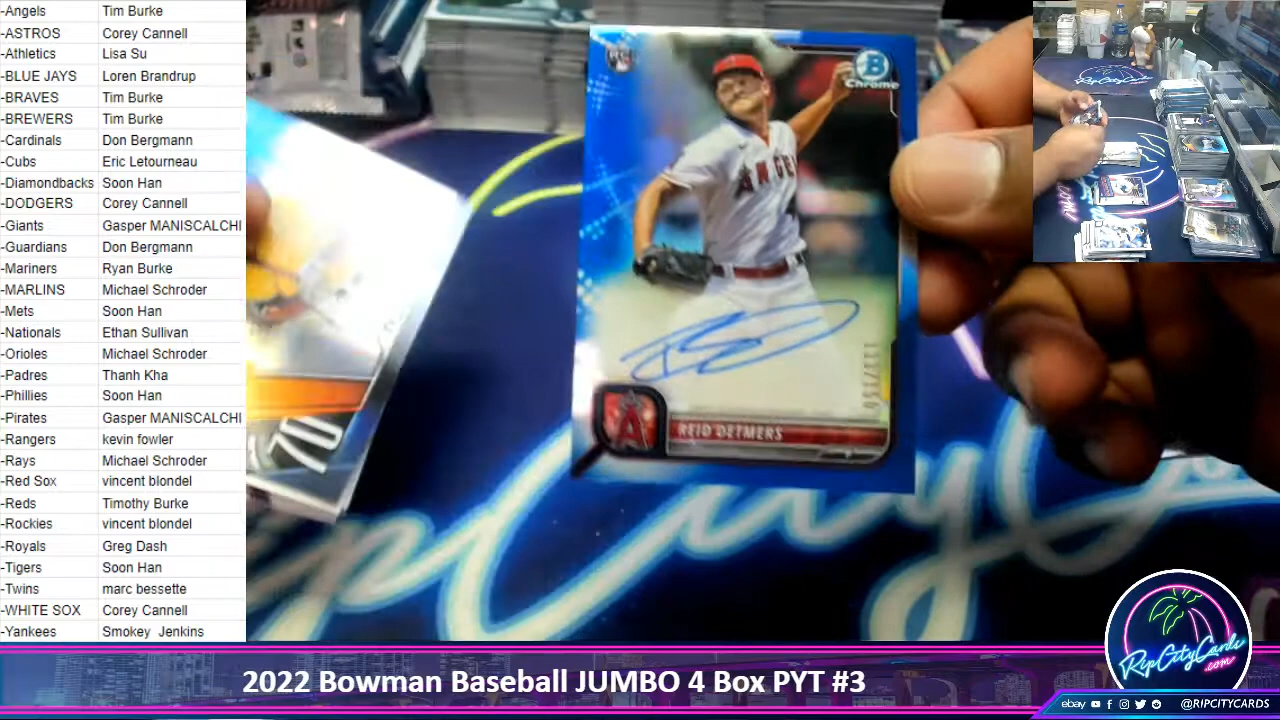 -Angels Tim Burke
-ASTROS Corey Cannell
-Athletics Lisa Su
-BLUE JAYS Loren Brandrup
-BRAVES Tim Burke
-BREWERS Tim Burke
-Cardinals Don Bergmann
-Cubs Eric Letourneau
-Diamondbacks Soon Han
-DODGERS Corey Cannell
-Giants Gasper MANISCALCHI
-Guardians Don Bergmann
-Mariners Ryan Burke
-MARLINS Michael Schroder
-Mets Soon Han
-Nationals Ethan Sullivan
-Orioles Michael Schroder
-Padres Thanh Kha
-Phillies Soon Han
-Pirates Gasper MANISCALCHI
-Rangers kevin fowler
-Rays Michael Schroder
-Red Sox vincent blondel
-Reds Timothy Burke
-Rockies vincent blondel
-Royals Greg Dash
-Tigers Soon Han
-Twins marc bessette
-WHITE SOX Corey Cannell
-Yankees Smokey Jenkins
B
Chrome
ANGEL
A
REID DETMERS
70
RipCityCards
.com
2022 Bowman Baseball JUMBO 4 Box PYT #3
ebay @RIPCITYCARDS